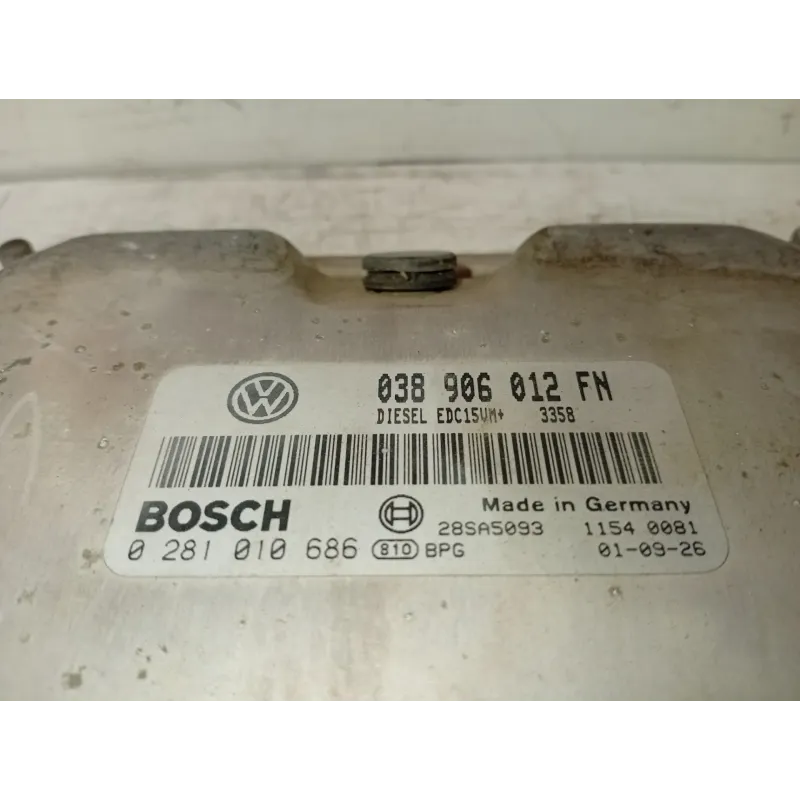 038 906 012 FN
DIESEL EDC15VM+ 3358
BOSCH
Made in Germany
28SA5093 1154 0081
0 281 010 686 810 BPG 01-09-26